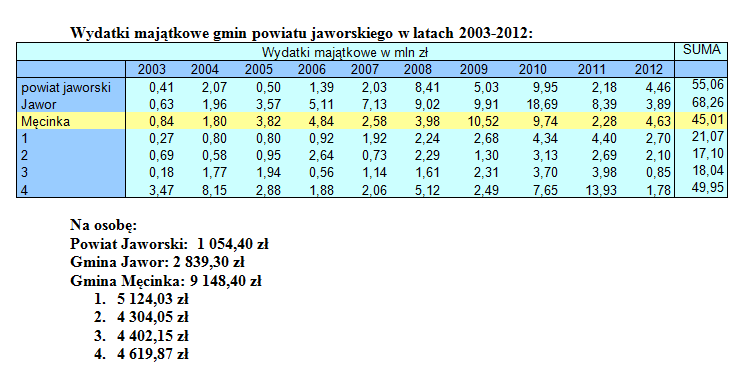 Wydatki majątkowe gmin powiatu jaworskiego w latach 2003-2012:
Wydatki majątkowe w mln zł SUMA
2003 2004 2005 2006 2007 2008 2009 2010 2011 2012
powiat jaworski 0,41 2,07 0,50 1,39 2,03 8,41 5,03 9,95 2,18 4,46 55,06
Jawor 0,63 1,96 3,57 5,11 7,13 9,02 9,91 18,69 8,39 3,89 68,26
Męcinka 0,84 1,80 3,82 4,84 2,58 3,98 10,52 9,74 2,28 4,63 45,01
1 0,27 0,80 0,80 0,92 1,92 2,24 2,68 4,34 4,40 2,70 21,07
2 0,69 0,58 0,95 2,64 0,73 2,29 1,30 3,13 2,69 2,10 17,10
3 0,18 1,77 1,94 0,56 1,14 1,61 2,31 3,70 3,98 0,85 18,04
4 3,47 8,15 2,88 1,88 2,06 5,12 2,49 7,65 13,93 1,78 49,95
Na osobę:
Powiat Jaworski: 1 054,40 zł
Gmina Jawor: 2 839,30 zł
Gmina Męcinka: 9 148,40 zł
1. 5 124,03 zł
2. 4 304,05 zł
3. 4 402,15 zł
4. 4 619,87 zł